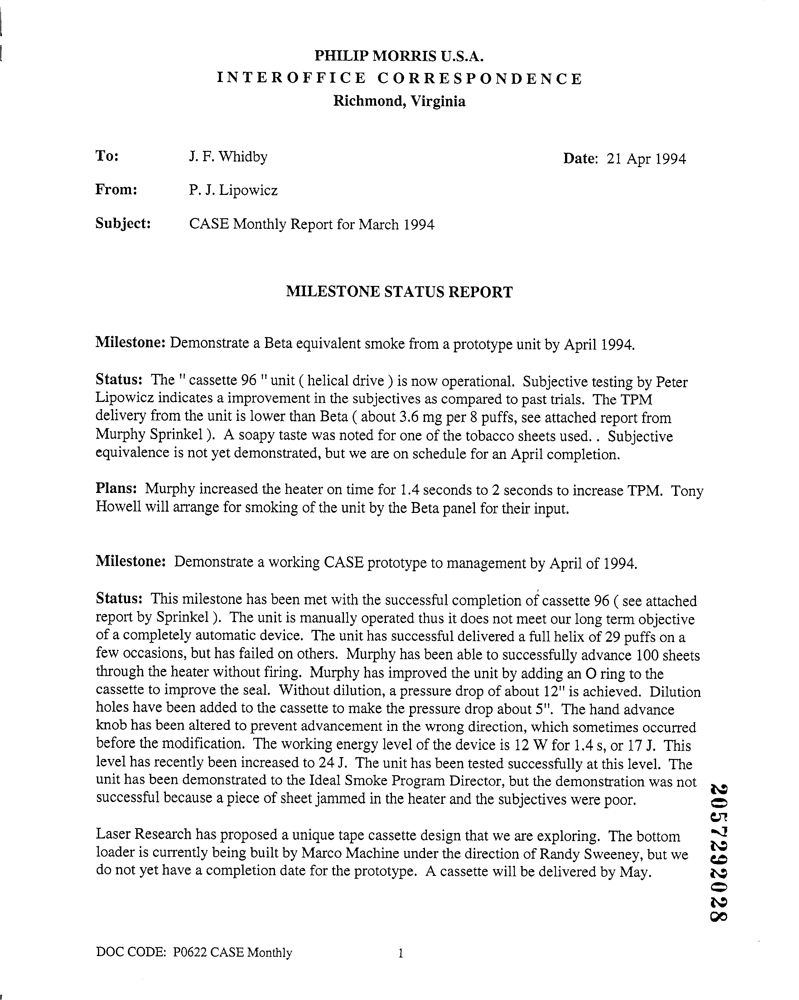 PHILIP MORRIS U.S.A.
INTEROFFICE CORRESPONDENCE
Richmond, Virginia
To: J. F. Whidby Date: 21 Apr 1994
From: P. J. Lipowicz
Subject: CASE Monthly Report for March 1994
MILESTONE STATUS REPORT
Milestone: Demonstrate a Beta equivalent smoke from a prototype unit by April 1994.
Status: The " cassette 96 " unit ( helical drive ) is now operational. Subjective testing by Peter
Lipowicz indicates a improvement in the subjectives as compared to past trials. The TPM
delivery from the unit is lower than Beta ( about 3.6 mg per 8 puffs, see attached report from
Murphy Sprinkel ). A soapy taste was noted for one of the tobacco sheets used. . Subjective
equivalence is not yet demonstrated, but we are on schedule for an April completion.
Plans: Murphy increased the heater on time for 1.4 seconds to 2 seconds to increase TPM. Tony
Howell will arrange for smoking of the unit by the Beta panel for their input.
Milestone: Demonstrate a working CASE prototype to management by April of 1994.
Status: This milestone has been met with the successful completion of cassette 96 ( see attached
report by Sprinkel ). The unit is manually operated thus it does not meet our long term objective
of a completely automatic device. The unit has successful delivered a full helix of 29 puffs on a
few occasions, but has failed on others. Murphy has been able to successfully advance 100 sheets
through the heater without firing. Murphy has improved the unit by adding an O ring to the
cassette to improve the seal. Without dilution, a pressure drop of about 12" is achieved. Dilution
holes have been added to the cassette to make the pressure drop about 5". The hand advance
knob has been altered to prevent advancement in the wrong direction, which sometimes occurred
before the modification. The working energy level of the device is 12 W for 1.4 s, or 17 J. This
level has recently been increased to 24 J. The unit has been tested successfully at this level. The
unit has been demonstrated to the Ideal Smoke Program Director, but the demonstration was not
successful because a piece of sheet jammed in the heater and the subjectives were poor.
Laser Research has proposed a unique tape cassette design that we are exploring. The bottom
loader is currently being built by Marco Machine under the direction of Randy Sweeney, but we
do not yet have a completion date for the prototype. A cassette will be delivered by May.
2057292028
DOC CODE: P0622 CASE Monthly 1